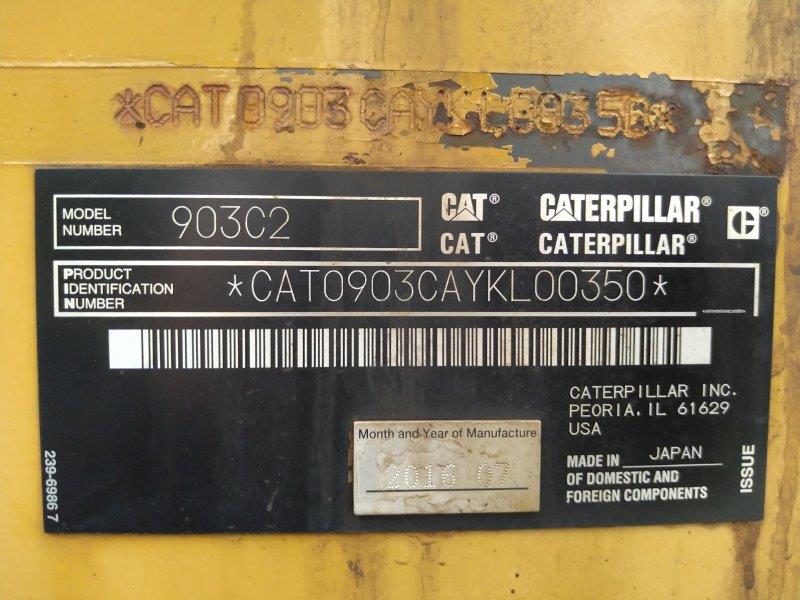 *CAT0903CAYKL00350*
MODEL NUMBER 903C2
CAT® CATERPILLAR®
CAT® CATERPILLAR®
C®
PRODUCT IDENTIFICATION NUMBER *CAT0903CAYKL00350*
CATERPILLAR INC.
PEORIA, IL 61629
USA
Month and Year of Manufacture
2016 07
MADE IN JAPAN
OF DOMESTIC AND
FOREIGN COMPONENTS
ISSUE
239-6986 7